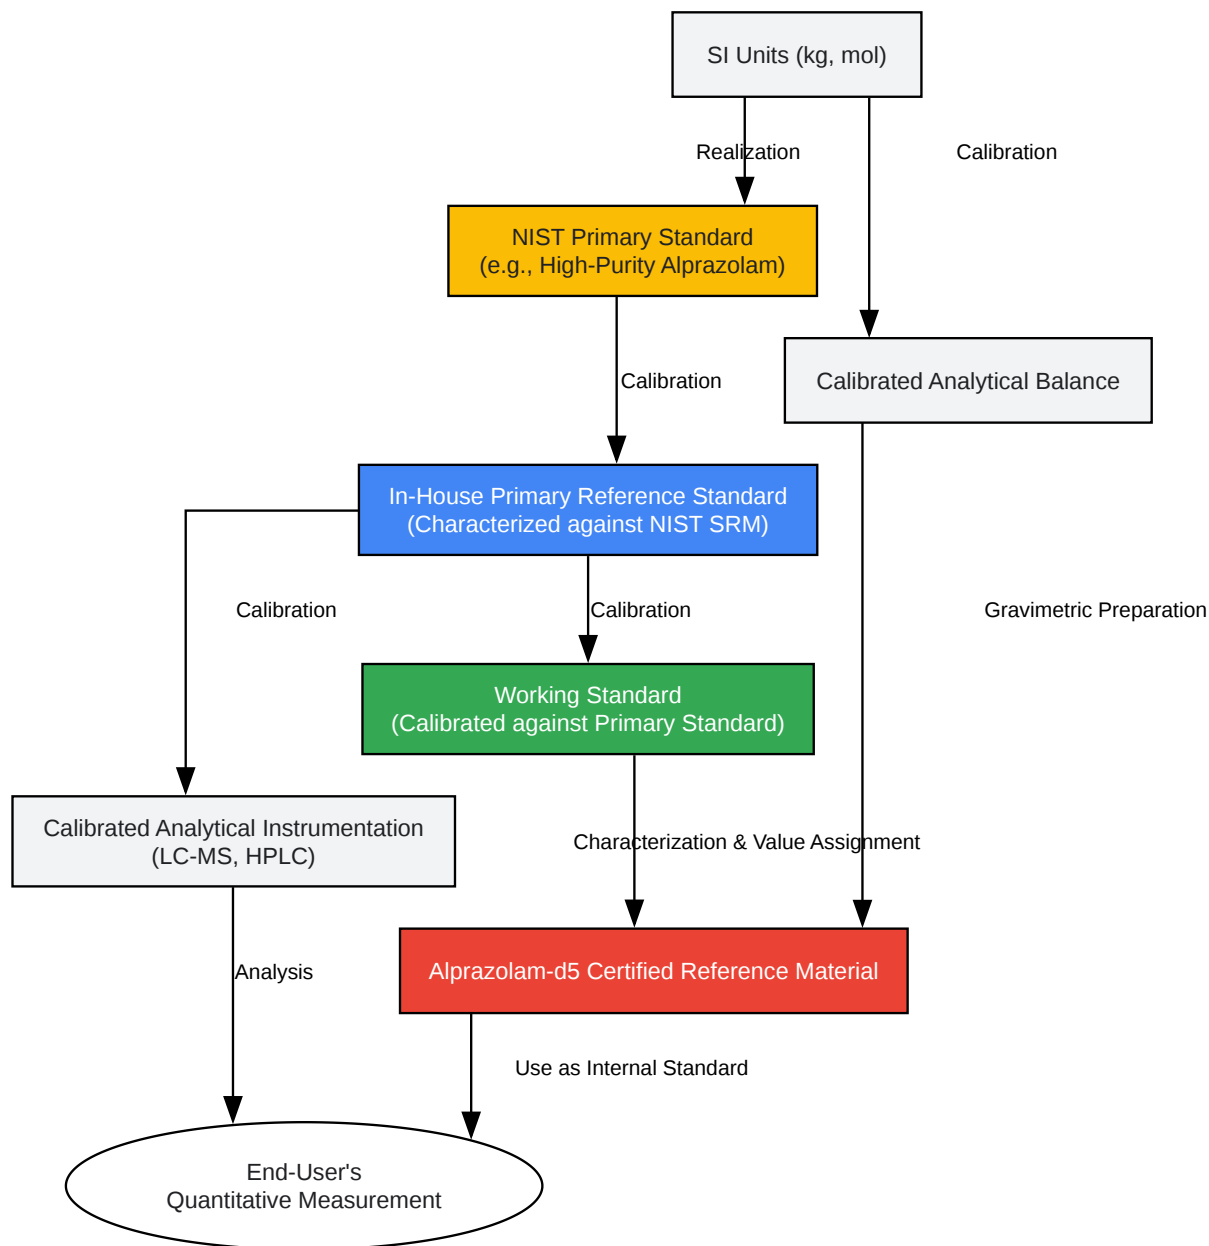 SI Units (kg, mol)
Realization
Calibration
NIST Primary Standard
(e.g., High-Purity Alprazolam)
Calibration
Calibrated Analytical Balance
In-House Primary Reference Standard
(Characterized against NIST SRM)
Calibration
Calibration
Gravimetric Preparation
Working Standard
(Calibrated against Primary Standard)
Calibrated Analytical Instrumentation
(LC-MS, HPLC)
Characterization & Value Assignment
Analysis
Alprazolam-d5 Certified Reference Material
Use as Internal Standard
End-User's
Quantitative Measurement